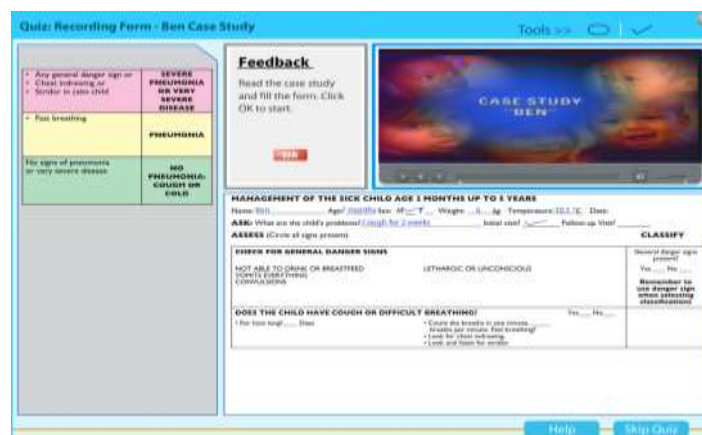 Quiz: Recording Form - Ben Case Study
Tools >>
• Any general danger sign or
• Chest indrawing or
• Stridor in calm child
SEVERE
PNEUMONIA
OR VERY
SEVERE
DISEASE
• Fast breathing
PNEUMONIA
No signs of pneumonia
or very severe disease
NO
PNEUMONIA:
COUGH OR
COLD
Feedback
Read the case study
and fill the form. Click
OK to start.
CASE STUDY
"BEN"
MANAGEMENT OF THE SICK CHILD AGE 2 MONTHS UP TO 5 YEARS
Name: Ben Age: months Sex: M F Weight: kg Temperature: °C Date:
ASK: What are the child's problems? Cough for 2 weeks Initial visit? Follow-up Visit?
ASSESS (Circle all signs present) CLASSIFY
CHECK FOR GENERAL DANGER SIGNS
NOT ABLE TO DRINK OR BREASTFEED
VOMITS EVERYTHING
CONVULSIONS
LETHARGIC OR UNCONSCIOUS
General danger signs
present?
Yes No
Remember to
use danger sign
when selecting
classifications
DOES THE CHILD HAVE COUGH OR DIFFICULT BREATHING? Yes No
• For how long? Days
• Count the breaths in one minute.
breaths per minute. Fast breathing?
• Look for chest indrawing
• Look and listen for stridor
Help
Skip Quiz